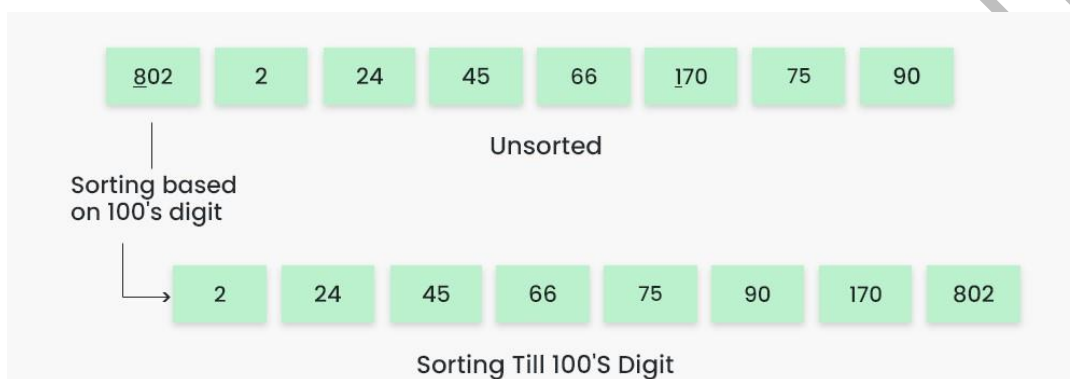 802 2 24 45 66 170 75 90
Unsorted
Sorting based
on 100's digit
2 24 45 66 75 90 170 802
Sorting Till 100'S Digit